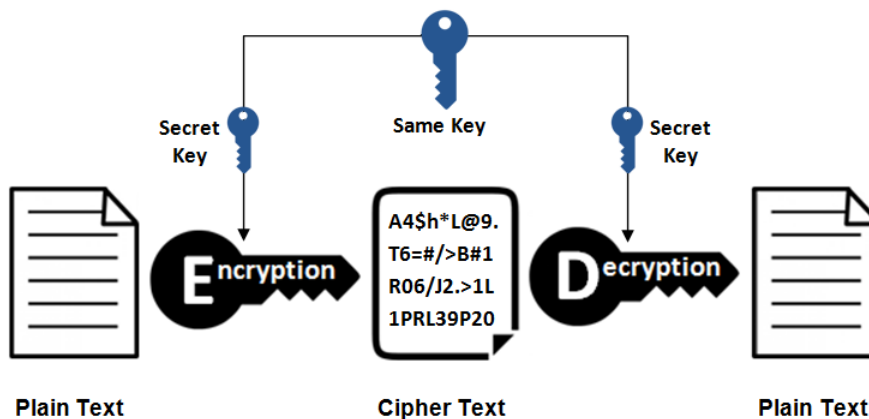 Secret
Key
Same Key
Secret
Key
Encryption
A4$h*L@9.
T6=#/>B#1
R06/J2.>1L
1PRL39P20
Decryption
Plain Text
Cipher Text
Plain Text